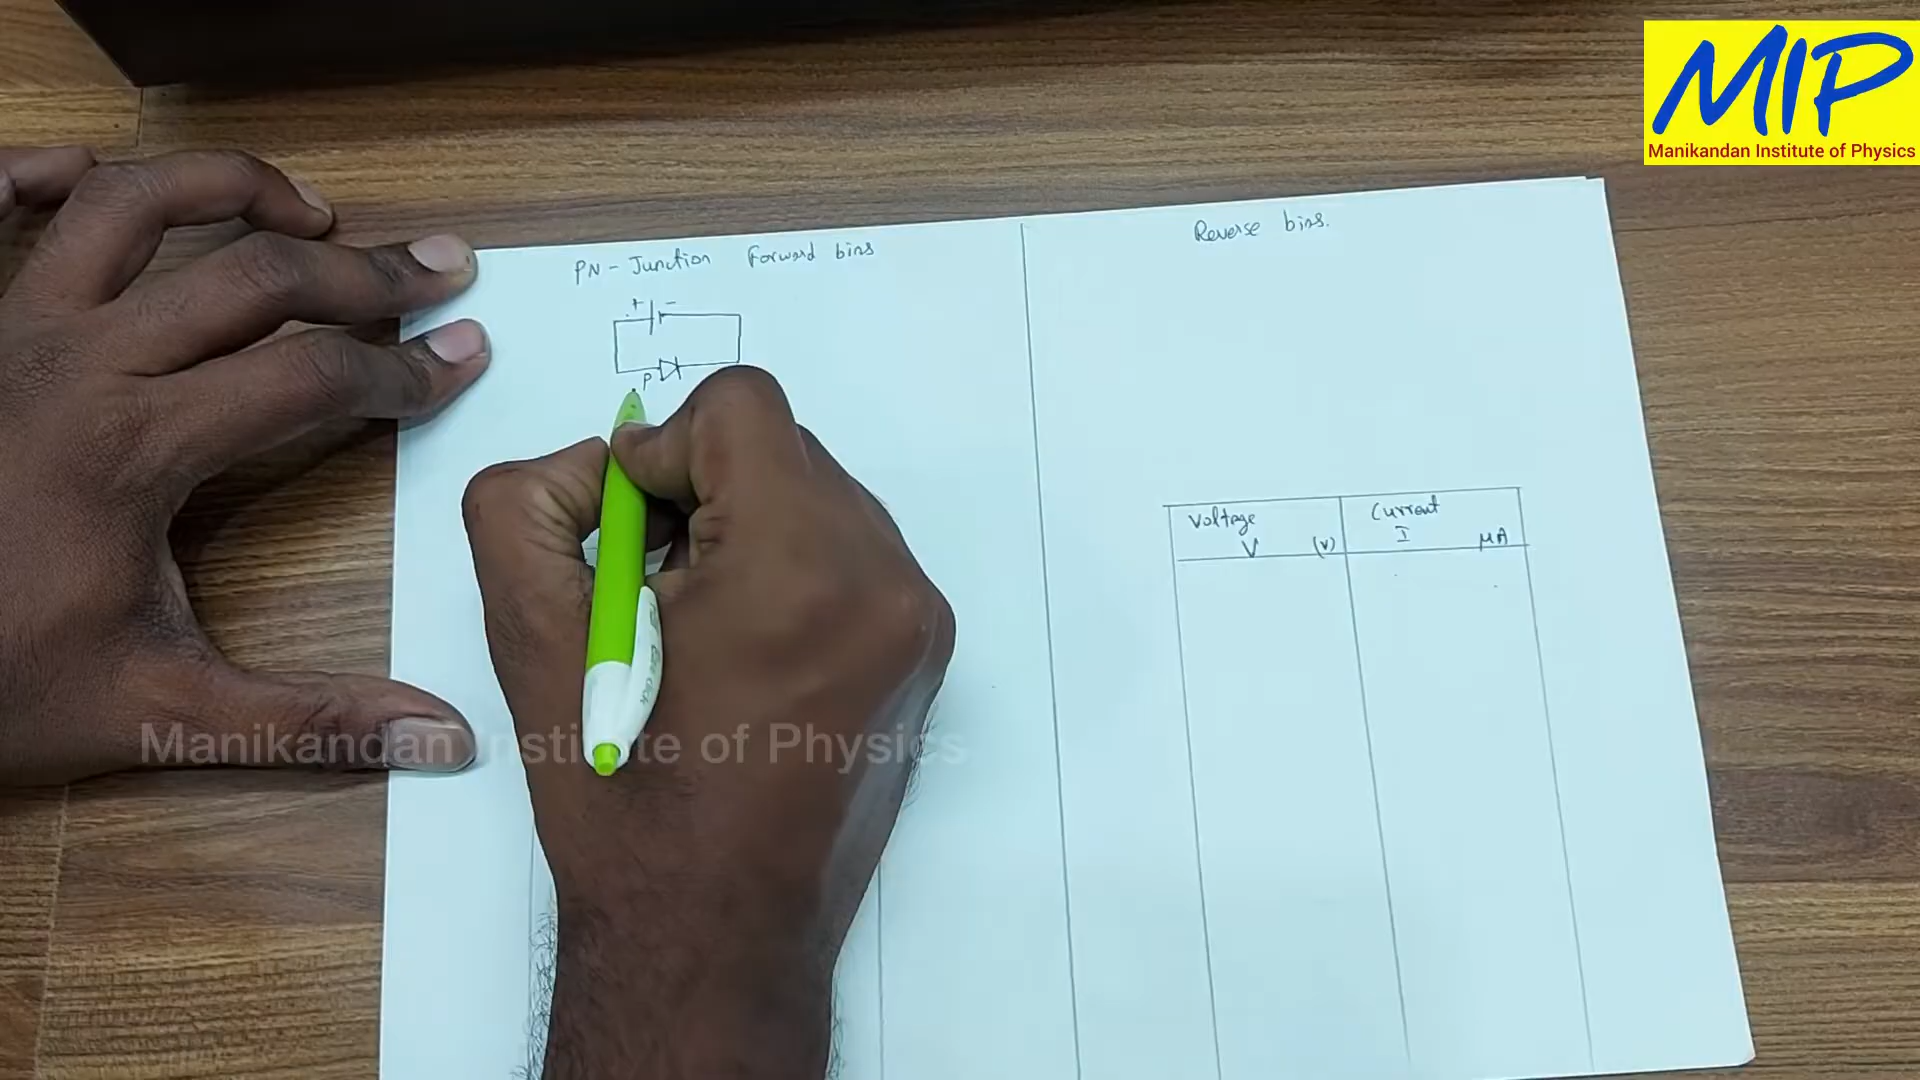 MIP
Manikandan Institute of Physics
PN - Junction Forward bias
Reverse bias.
+ -
P
Voltage
V (V)
Current
I μA
Manikandan Institute of Physics